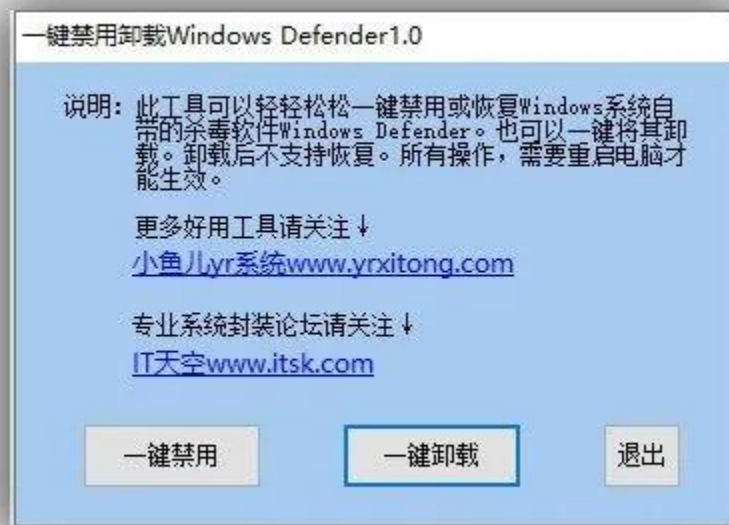 一键禁用卸载Windows Defender1.0
说明：此工具可以轻轻松松一键禁用或恢复Windows系统自
带的杀毒软件Windows Defender。也可以一键将其卸
载。卸载后不支持恢复。所有操作，需要重启电脑才
能生效。
更多好用工具请关注↓
小鱼儿yr系统www.yrxitong.com
专业系统封装论坛请关注↓
IT天空www.itsk.com
一键禁用 一键卸载 退出